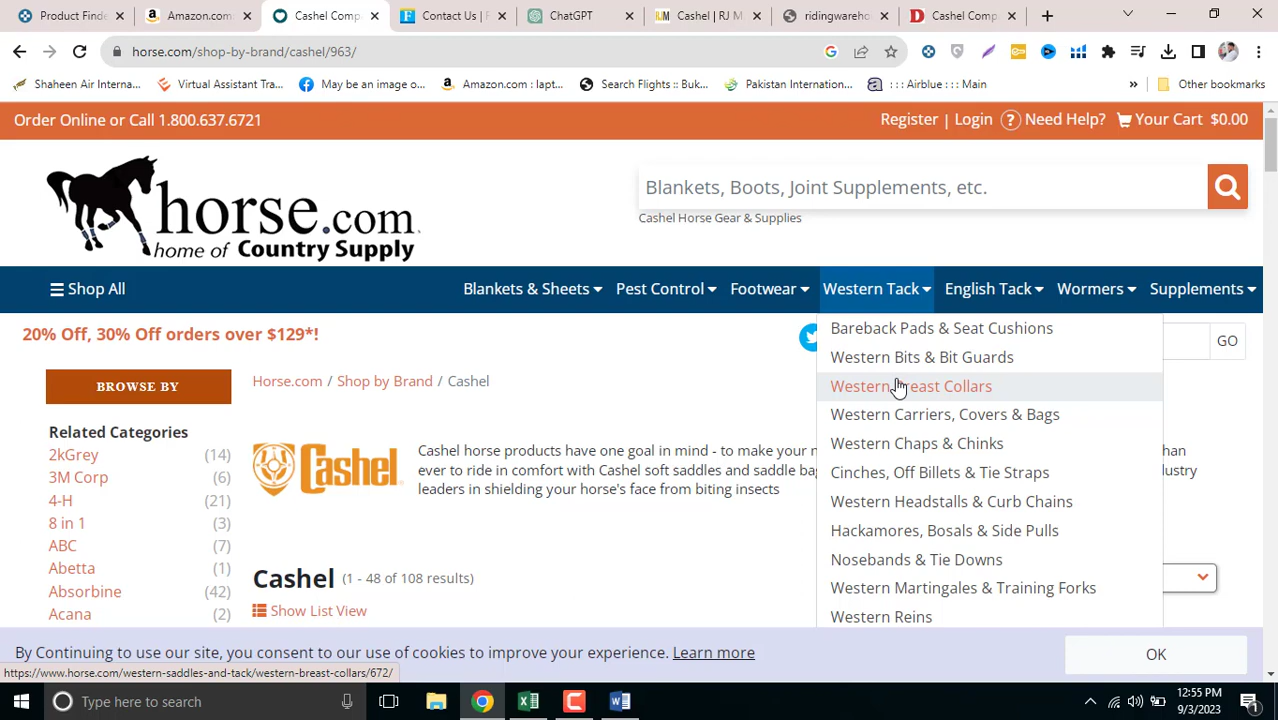 Product Finde
Amazon.com:
Cashel Comp
Contact Us | F
ChatGPT
Cashel | RJ M
ridingwareho
Cashel Comp
horse.com/shop-by-brand/cashel/963/
Shaheen Air Interna...
Virtual Assistant Tra...
May be an image o...
Amazon.com : lapt...
Search Flights :: Buk...
Pakistan Internation...
: : : Airblue : : : Main
»
Other bookmarks
Order Online or Call 1.800.637.6721
Register | Login ? Need Help? Your Cart $0.00
horse.com
home of Country Supply
Blankets, Boots, Joint Supplements, etc.
Cashel Horse Gear & Supplies
Shop All
Blankets & Sheets
Pest Control
Footwear
Western Tack
English Tack
Wormers
Supplements
20% Off, 30% Off orders over $129*!
GO
Bareback Pads & Seat Cushions
Western Bits & Bit Guards
Western Breast Collars
Western Carriers, Covers & Bags
Western Chaps & Chinks
Cinches, Off Billets & Tie Straps
Western Headstalls & Curb Chains
Hackamores, Bosals & Side Pulls
Nosebands & Tie Downs
Western Martingales & Training Forks
Western Reins
BROWSE BY
Horse.com / Shop by Brand / Cashel
Related Categories
2kGrey (14)
3M Corp (6)
4-H (21)
8 in 1 (3)
ABC (7)
Abetta (1)
Absorbine (42)
Acana (2)
Cashel
Cashel horse products have one goal in mind - to make your
ever to ride in comfort with Cashel soft saddles and saddle bag
leaders in shielding your horse's face from biting insects
than
dustry
Cashel (1 - 48 of 108 results)
Show List View
By Continuing to use our site, you consent to our use of cookies to improve your experience. Learn more
OK
https://www.horse.com/western-saddles-and-tack/western-breast-collars/672/
Type here to search
12:55 PM
9/3/2023
1